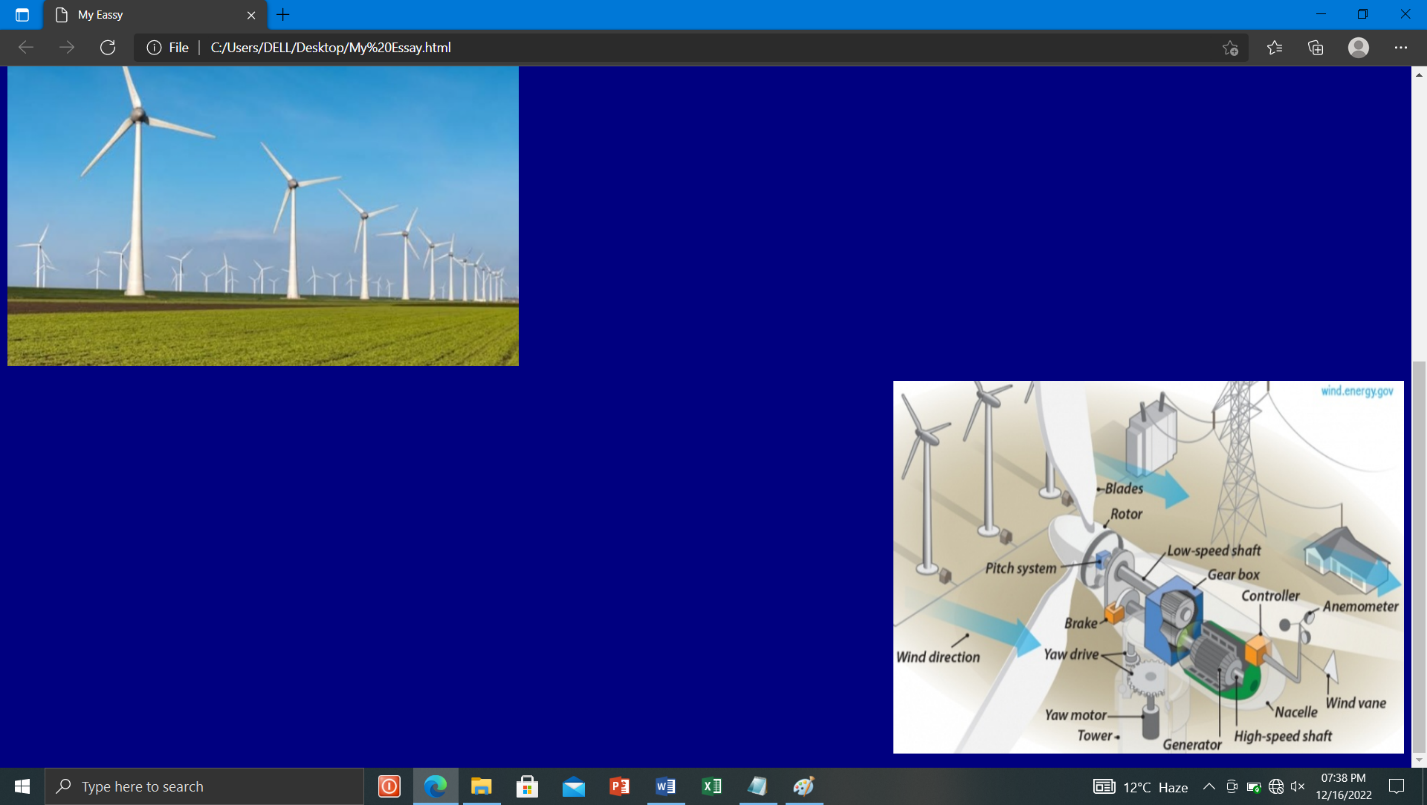 My Eassy
File | C:/Users/DELL/Desktop/My%20Essay.html
wind.energy.gov
Blades
Rotor
Low-speed shaft
Pitch system
Gear box
Controller
Anemometer
Brake
Wind direction
Yaw drive
Wind vane
Nacelle
Yaw motor
High-speed shaft
Tower
Generator
Type here to search
12°C Haze
07:38 PM
12/16/2022